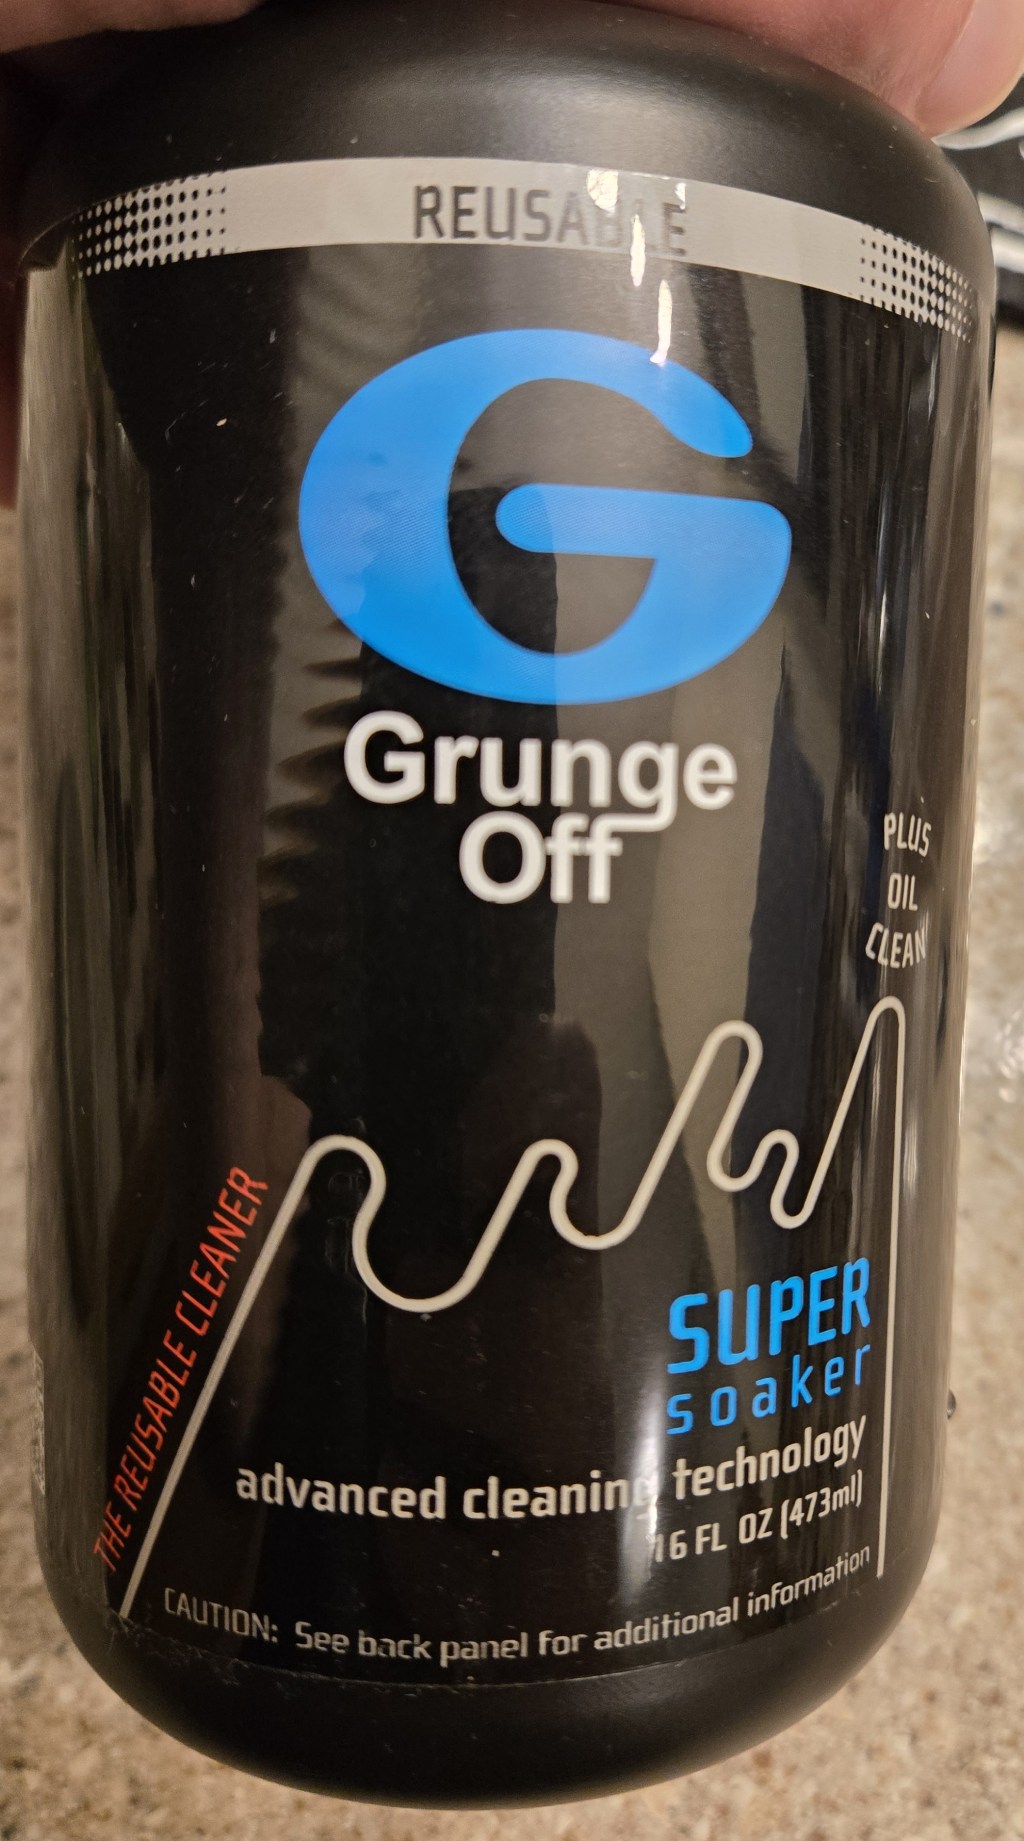 REUSABLE
G
Grunge
Off
PLUS
OIL
CLEAN
THE REUSABLE CLEANER
SUPER
soaker
advanced cleaning technology
16 FL OZ (473ml)
CAUTION: See back panel for additional information